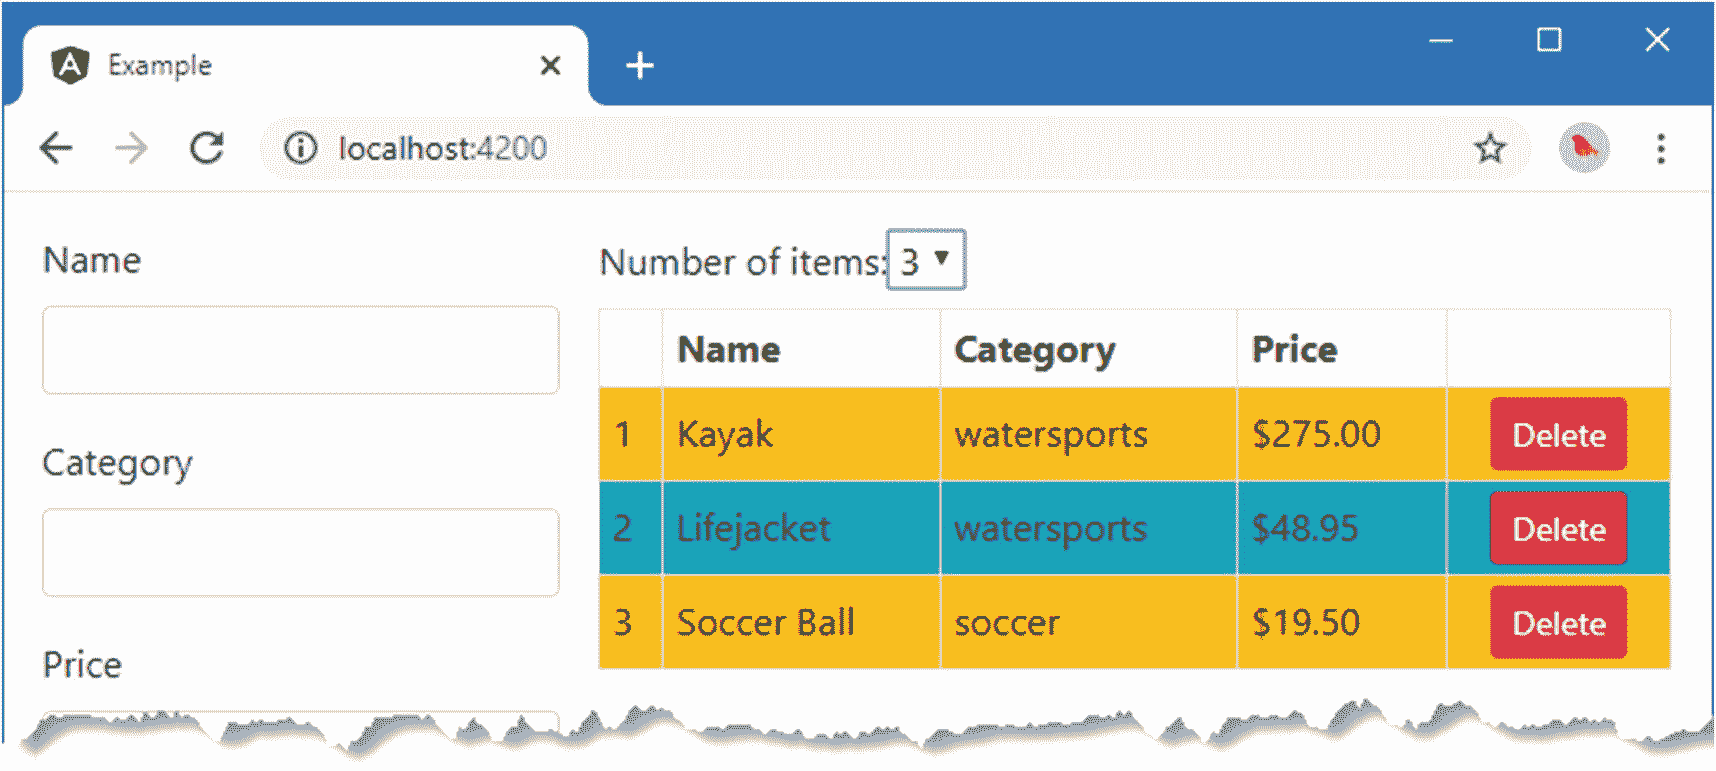 Example
localhost:4200
Name
Category
Price
Number of items: 3
Name Category Price
1 Kayak watersports $275.00 Delete
2 Lifejacket watersports $48.95 Delete
3 Soccer Ball soccer $19.50 Delete